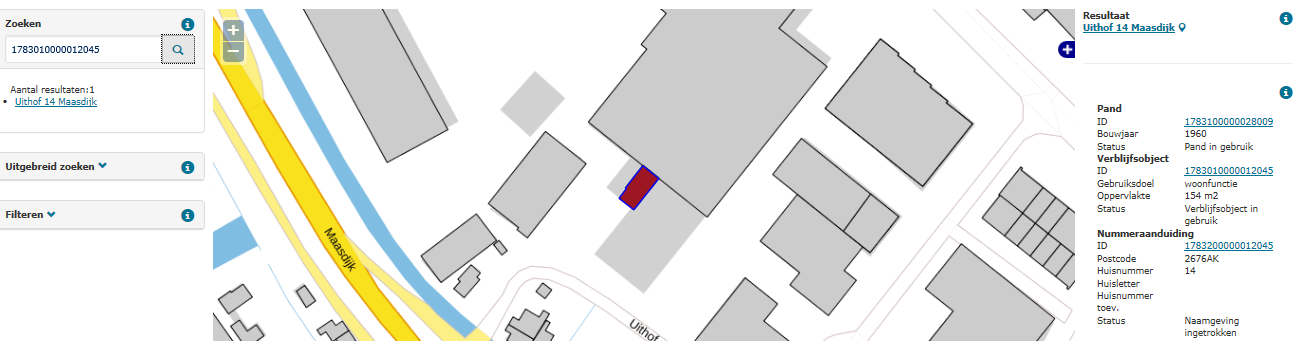 Zoeken
1783010000012045
Aantal resultaten:1
Uithof 14 Maasdijk
Uitgebreid zoeken
Filteren
+
−
Maasdijk
Uithof
+
Resultaat
Uithof 14 Maasdijk
Pand
ID 1783100000028009
Bouwjaar 1960
Status Pand in gebruik
Verblijfsobject
ID 1783010000012045
Gebruiksdoel woonfunctie
Oppervlakte 154 m2
Status Verblijfsobject in
gebruik
Nummeraanduiding
ID 1783200000012045
Postcode 2676AK
Huisnummer 14
Huisletter
Huisnummer
toev.
Status Naamgeving
ingetrokken